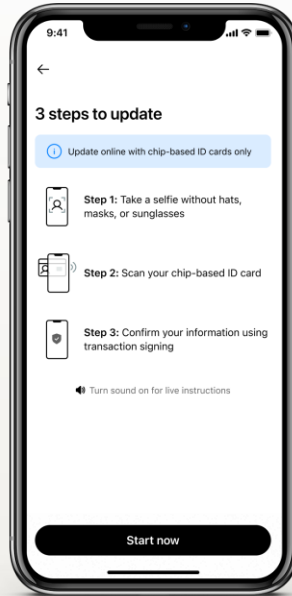 9:41
3 steps to update
Update online with chip-based ID cards only
Step 1: Take a selfie without hats,
masks, or sunglasses
Step 2: Scan your chip-based ID card
Step 3: Confirm your information using
transaction signing
Turn sound on for live instructions
Start now